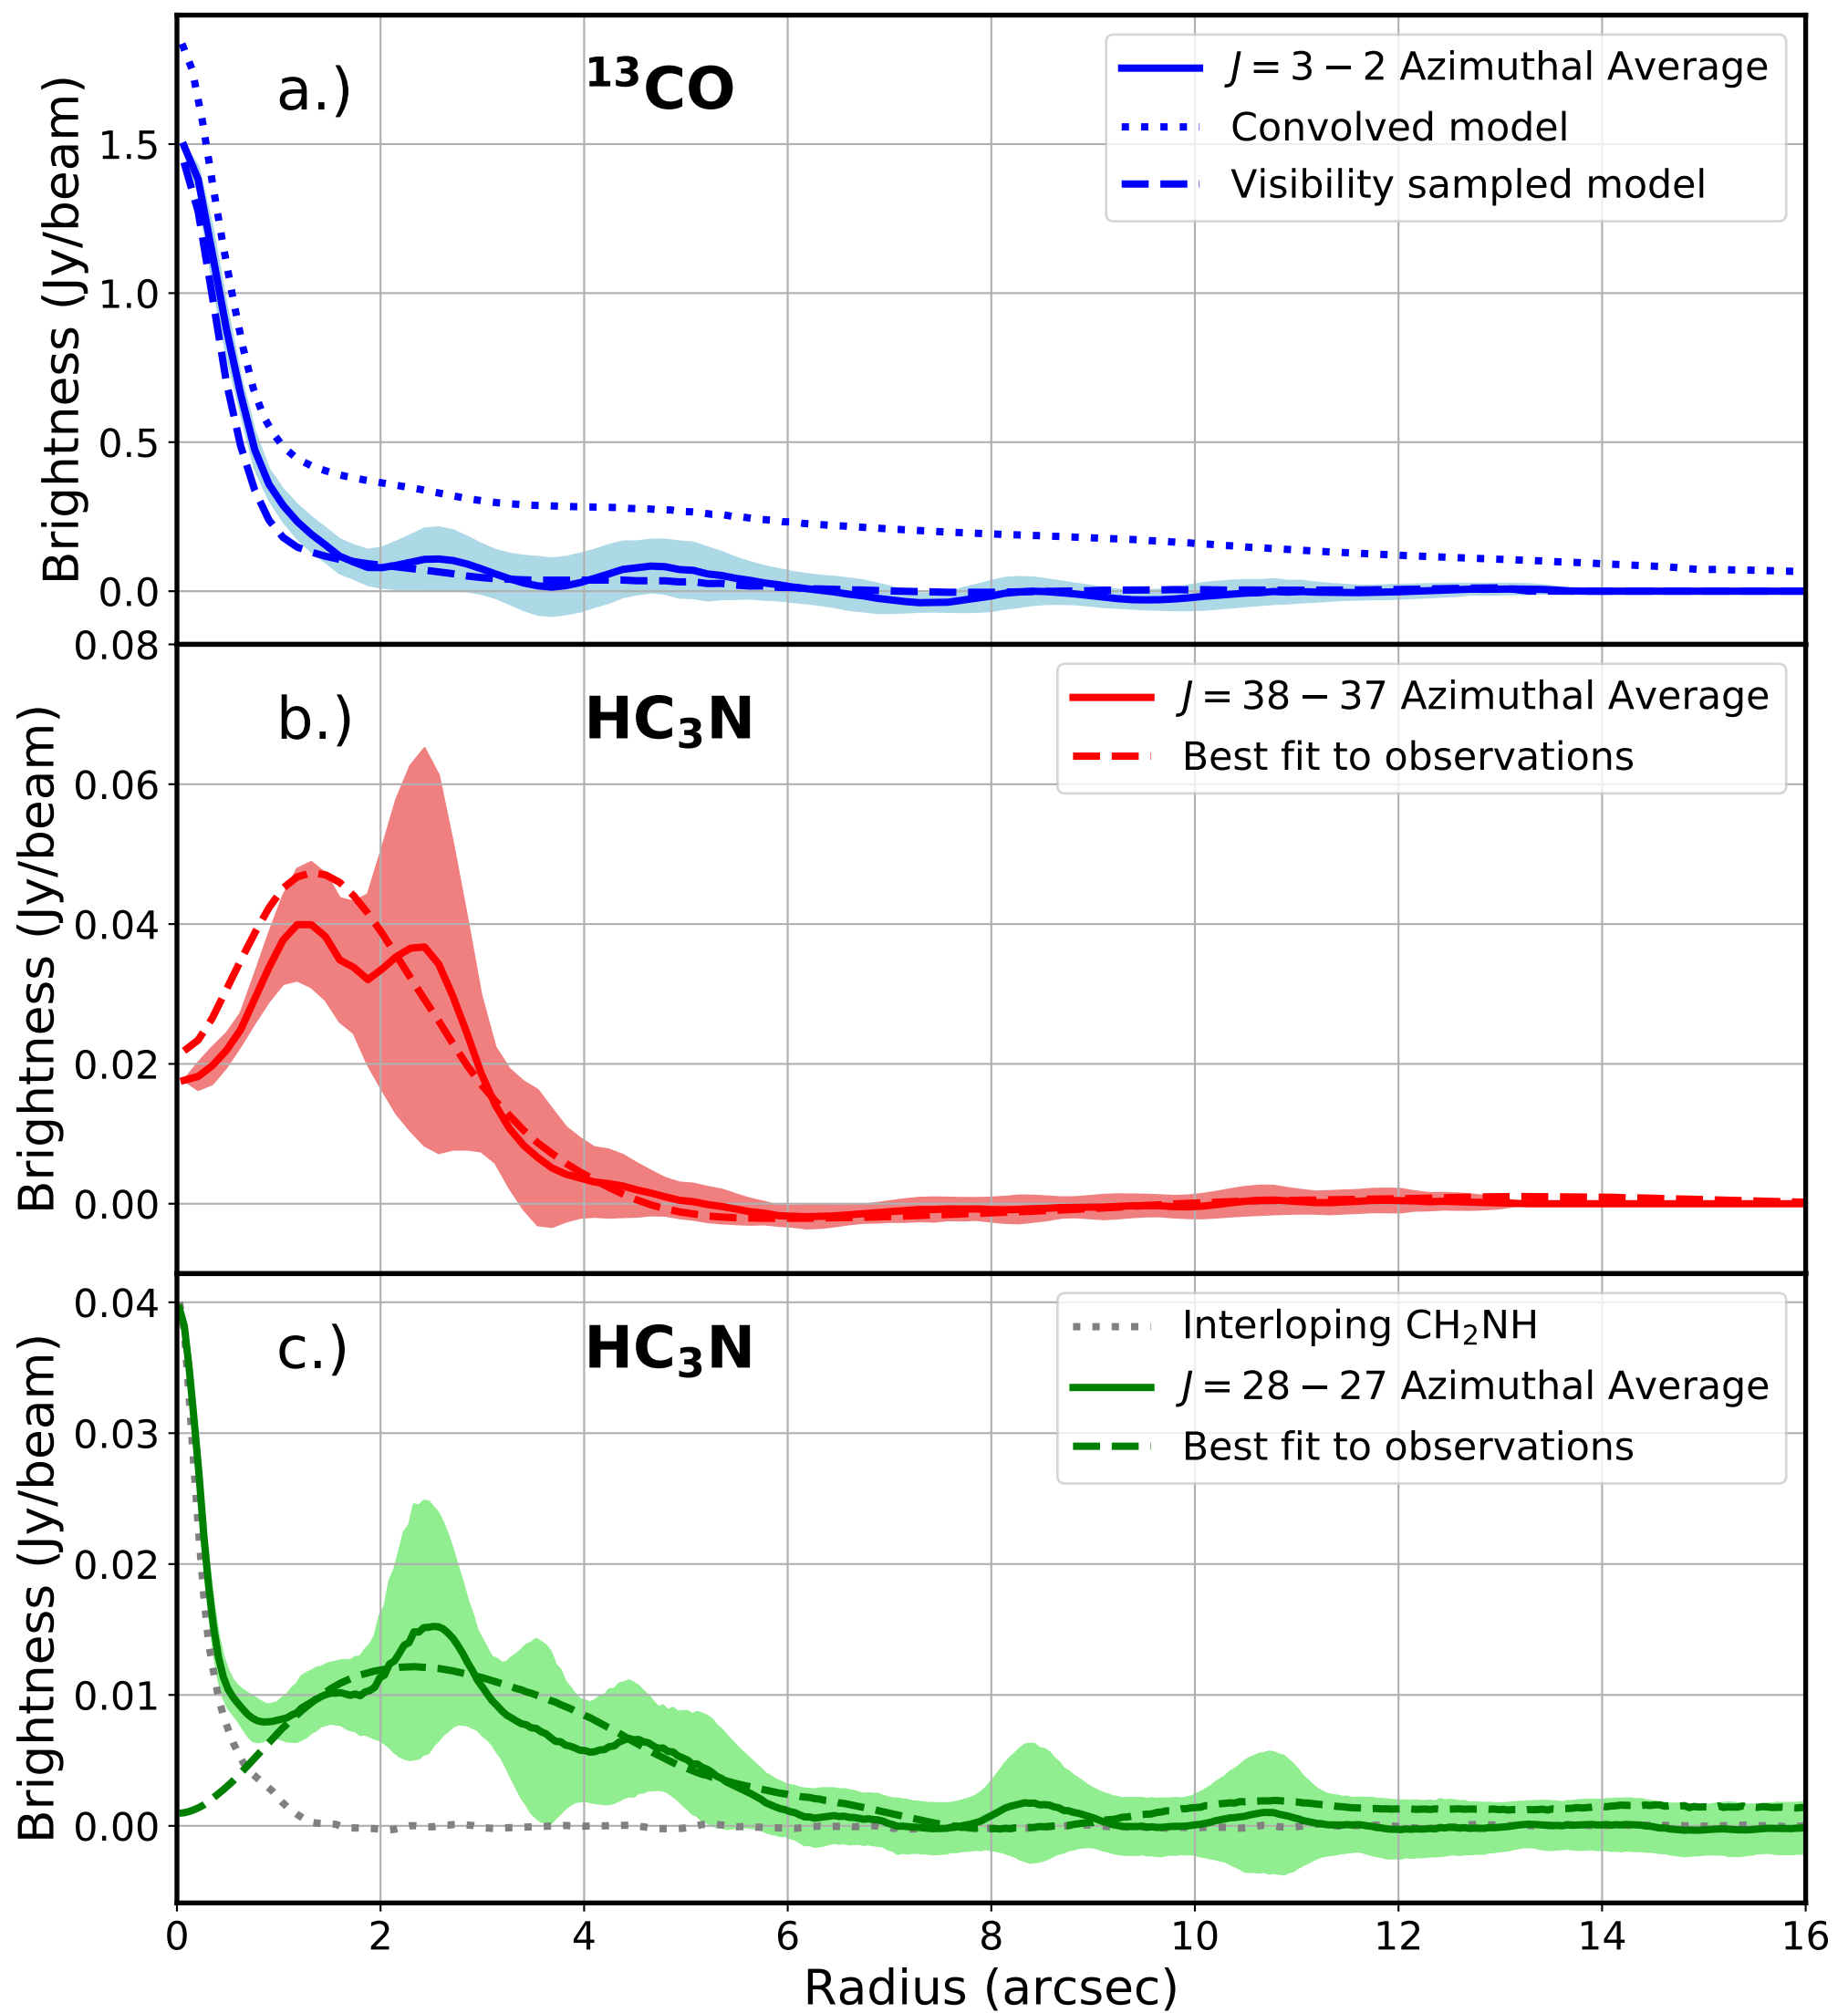 a.)
¹³CO
J = 3 − 2 Azimuthal Average
Convolved model
Visibility sampled model
Brightness (Jy/beam)
1.5
1.0
0.5
0.0
b.)
HC₃N
J = 38 − 37 Azimuthal Average
Best fit to observations
Brightness (Jy/beam)
0.08
0.06
0.04
0.02
0.00
c.)
HC₃N
Interloping CH₂NH
J = 28 − 27 Azimuthal Average
Best fit to observations
Brightness (Jy/beam)
0.04
0.03
0.02
0.01
0.00
0 2 4 6 8 10 12 14 16
Radius (arcsec)